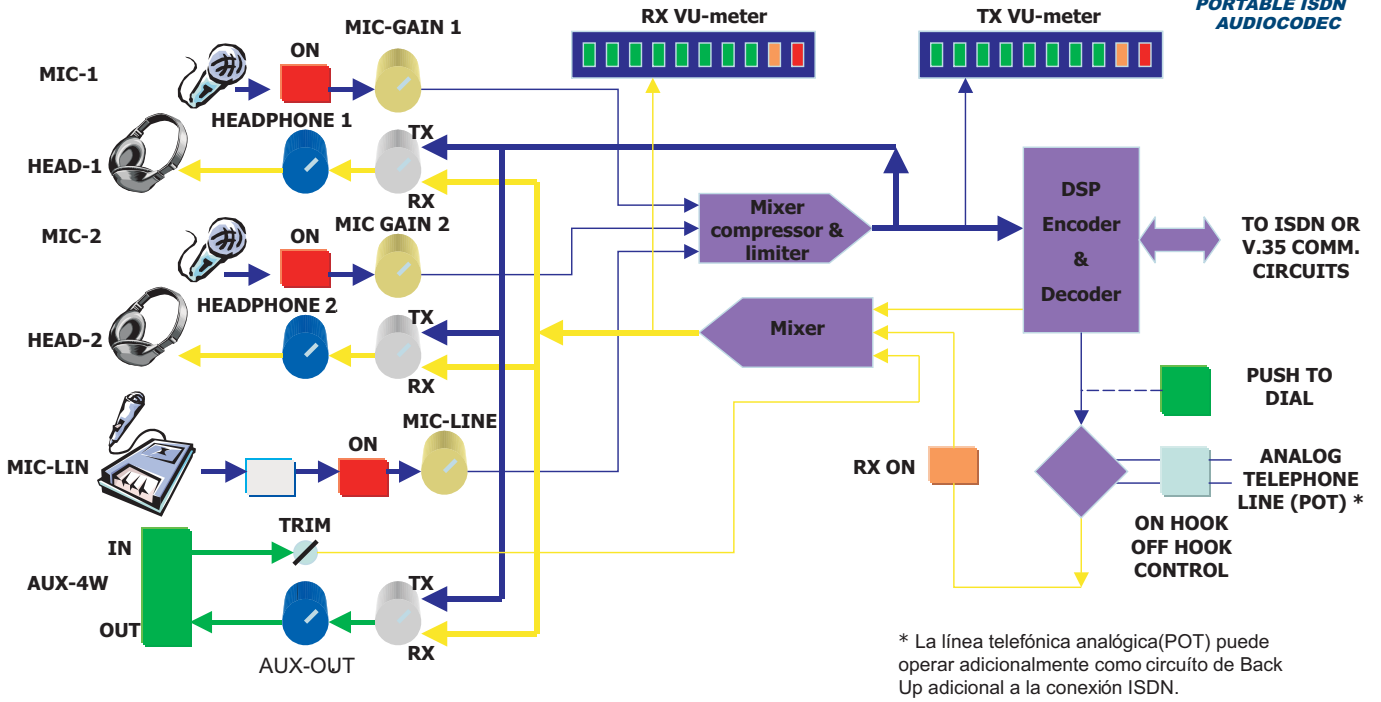 PORTABLE ISDN
AUDIOCODEC
RX VU-meter
TX VU-meter
MIC-GAIN 1
ON
MIC-1
HEADPHONE 1
TX
HEAD-1
RX
MIC GAIN 2
ON
MIC-2
HEADPHONE 2
TX
HEAD-2
RX
MIC-LINE
ON
MIC-LIN
TRIM
IN
AUX-4W
OUT
TX
RX
AUX-OUT
Mixer
compressor &
limiter
Mixer
DSP
Encoder
&
Decoder
TO ISDN OR
V.35 COMM.
CIRCUITS
PUSH TO
DIAL
RX ON
ANALOG
TELEPHONE
LINE (POT) *
ON HOOK
OFF HOOK
CONTROL
* La línea telefónica analógica(POT) puede
operar adicionalmente como circuíto de Back
Up adicional a la conexión ISDN.